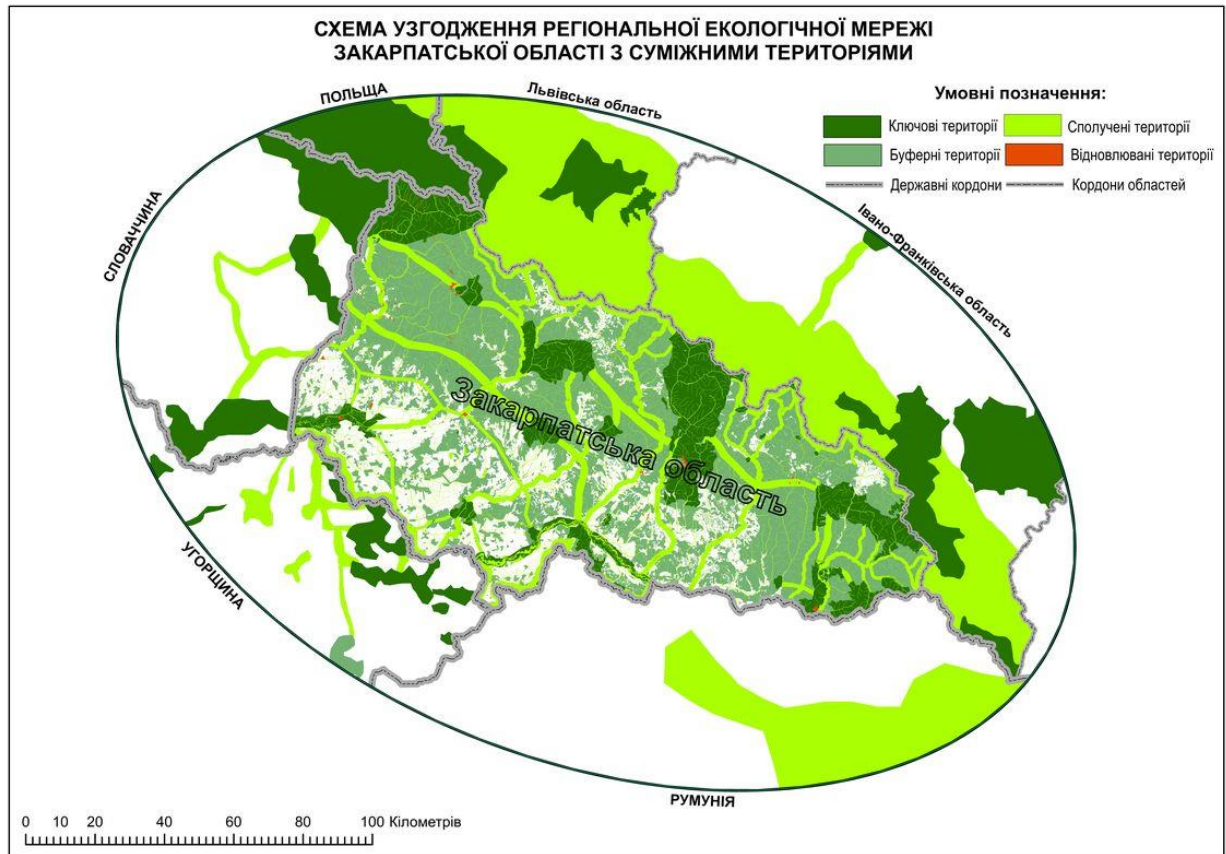 СХЕМА УЗГОДЖЕННЯ РЕГІОНАЛЬНОЇ ЕКОЛОГІЧНОЇ МЕРЕЖІ
ЗАКАРПАТСЬКОЇ ОБЛАСТІ З СУМІЖНИМИ ТЕРИТОРІЯМИ
ПОЛЬЩА
Львівська область
Умовні позначення:
Ключові території
Сполучені території
Буферні території
Відновлювані території
Державні кордони
Кордони областей
СЛОВАЧЧИНА
Івано-Франківська область
Закарпатська область
УГОРЩИНА
РУМУНІЯ
0 10 20 40 60 80 100 Кілометрів